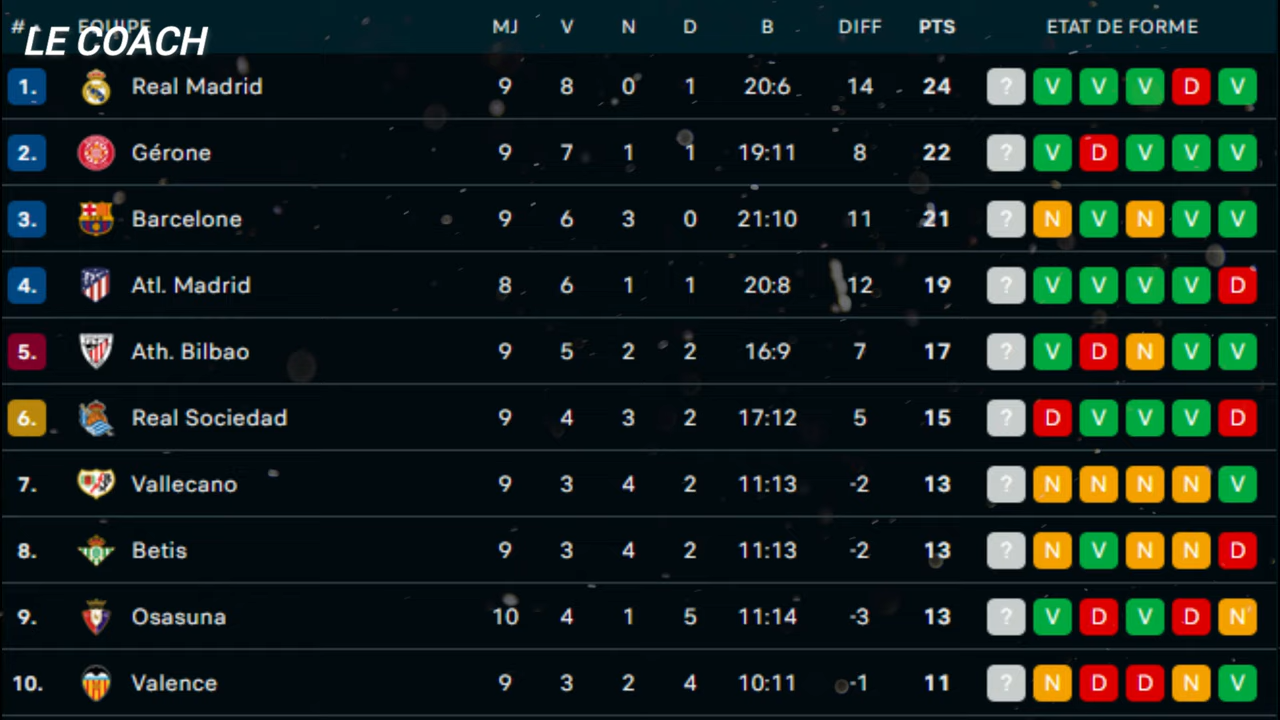 # EQUIPE MJ V N D B DIFF PTS ETAT DE FORME
LE COACH
1. Real Madrid 9 8 0 1 20:6 14 24 ? V V V D V
2. Gérone 9 7 1 1 19:11 8 22 ? V D V V V
3. Barcelone 9 6 3 0 21:10 11 21 ? N V N V V
4. Atl. Madrid 8 6 1 1 20:8 12 19 ? V V V V D
5. Ath. Bilbao 9 5 2 2 16:9 7 17 ? V D N V V
6. Real Sociedad 9 4 3 2 17:12 5 15 ? D V V V D
7. Vallecano 9 3 4 2 11:13 -2 13 ? N N N N V
8. Betis 9 3 4 2 11:13 -2 13 ? N V N N D
9. Osasuna 10 4 1 5 11:14 -3 13 ? V D V D N
10. Valence 9 3 2 4 10:11 -1 11 ? N D D N V